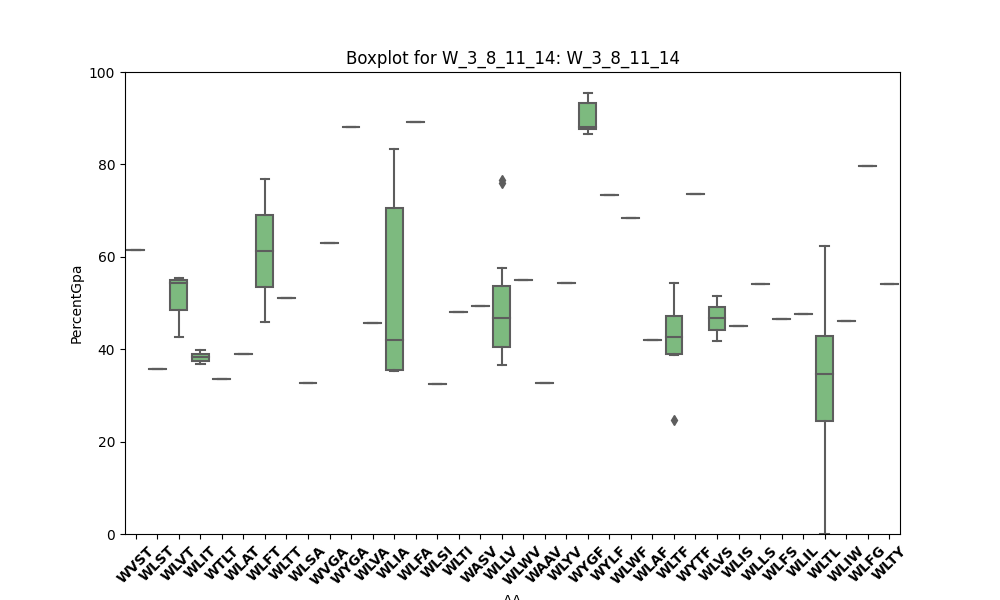 Boxplot for W_3_8_11_14: W_3_8_11_14
PercentGpa
100
80
60
40
20
0
WVST
WLST
WLVT
WLIT
WTLT
WLAT
WLFT
WLTT
WLSA
WVGA
WYGA
WLVA
WLIA
WLFA
WLSI
WLTI
WASV
WLLV
WLWV
WAAV
WLYV
WYGF
WYLF
WLWF
WLAF
WLTF
WYTF
WLVS
WLIS
WLLS
WLFS
WLIL
WLTL
WLIW
WLFG
WLTY
AA